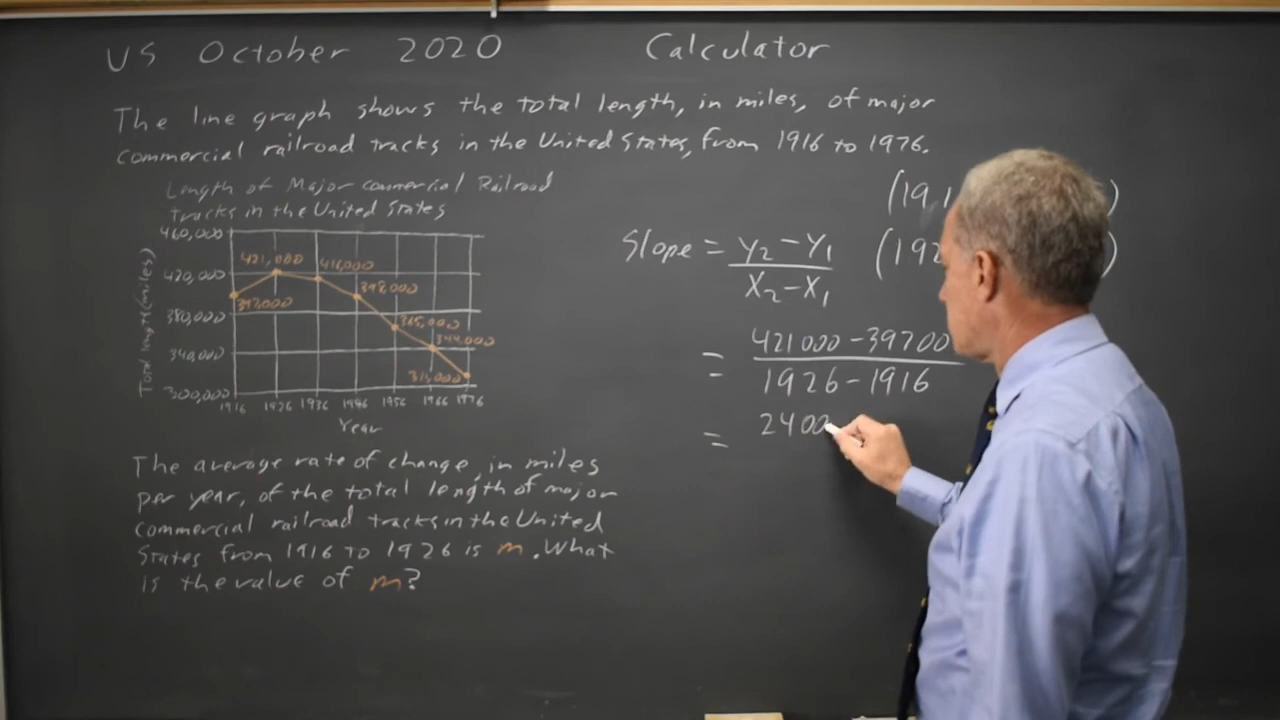 US October 2020 Calculator
The line graph shows the total length, in miles, of major
commercial railroad tracks in the United States, from 1916 to 1976.
Length of Major commercial Railroad
tracks in the United States
Total length (miles)
460,000
420,000
380,000
340,000
300,000
397,000
421,000
416,000
398,000
365,000
344,000
1916 1926 1936 1946 1956 1966 1976
Year
The average rate of change, in miles
per year, of the total length of major
commercial railroad tracks in the United
States from 1916 to 1926 is m. What
is the value of m?
Slope = y₂-y₁
x₂-x₁
= 421000-39700
1926-1916
= 2400